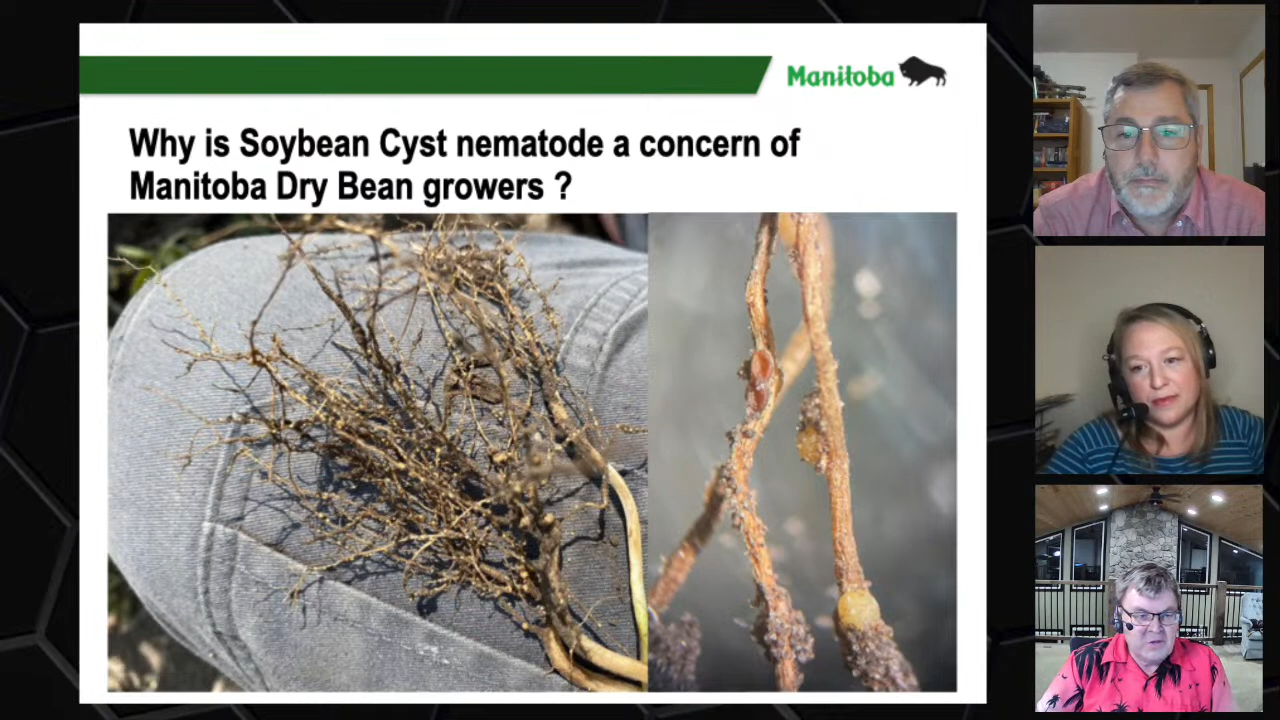 Manitoba
Why is Soybean Cyst nematode a concern of
Manitoba Dry Bean growers ?